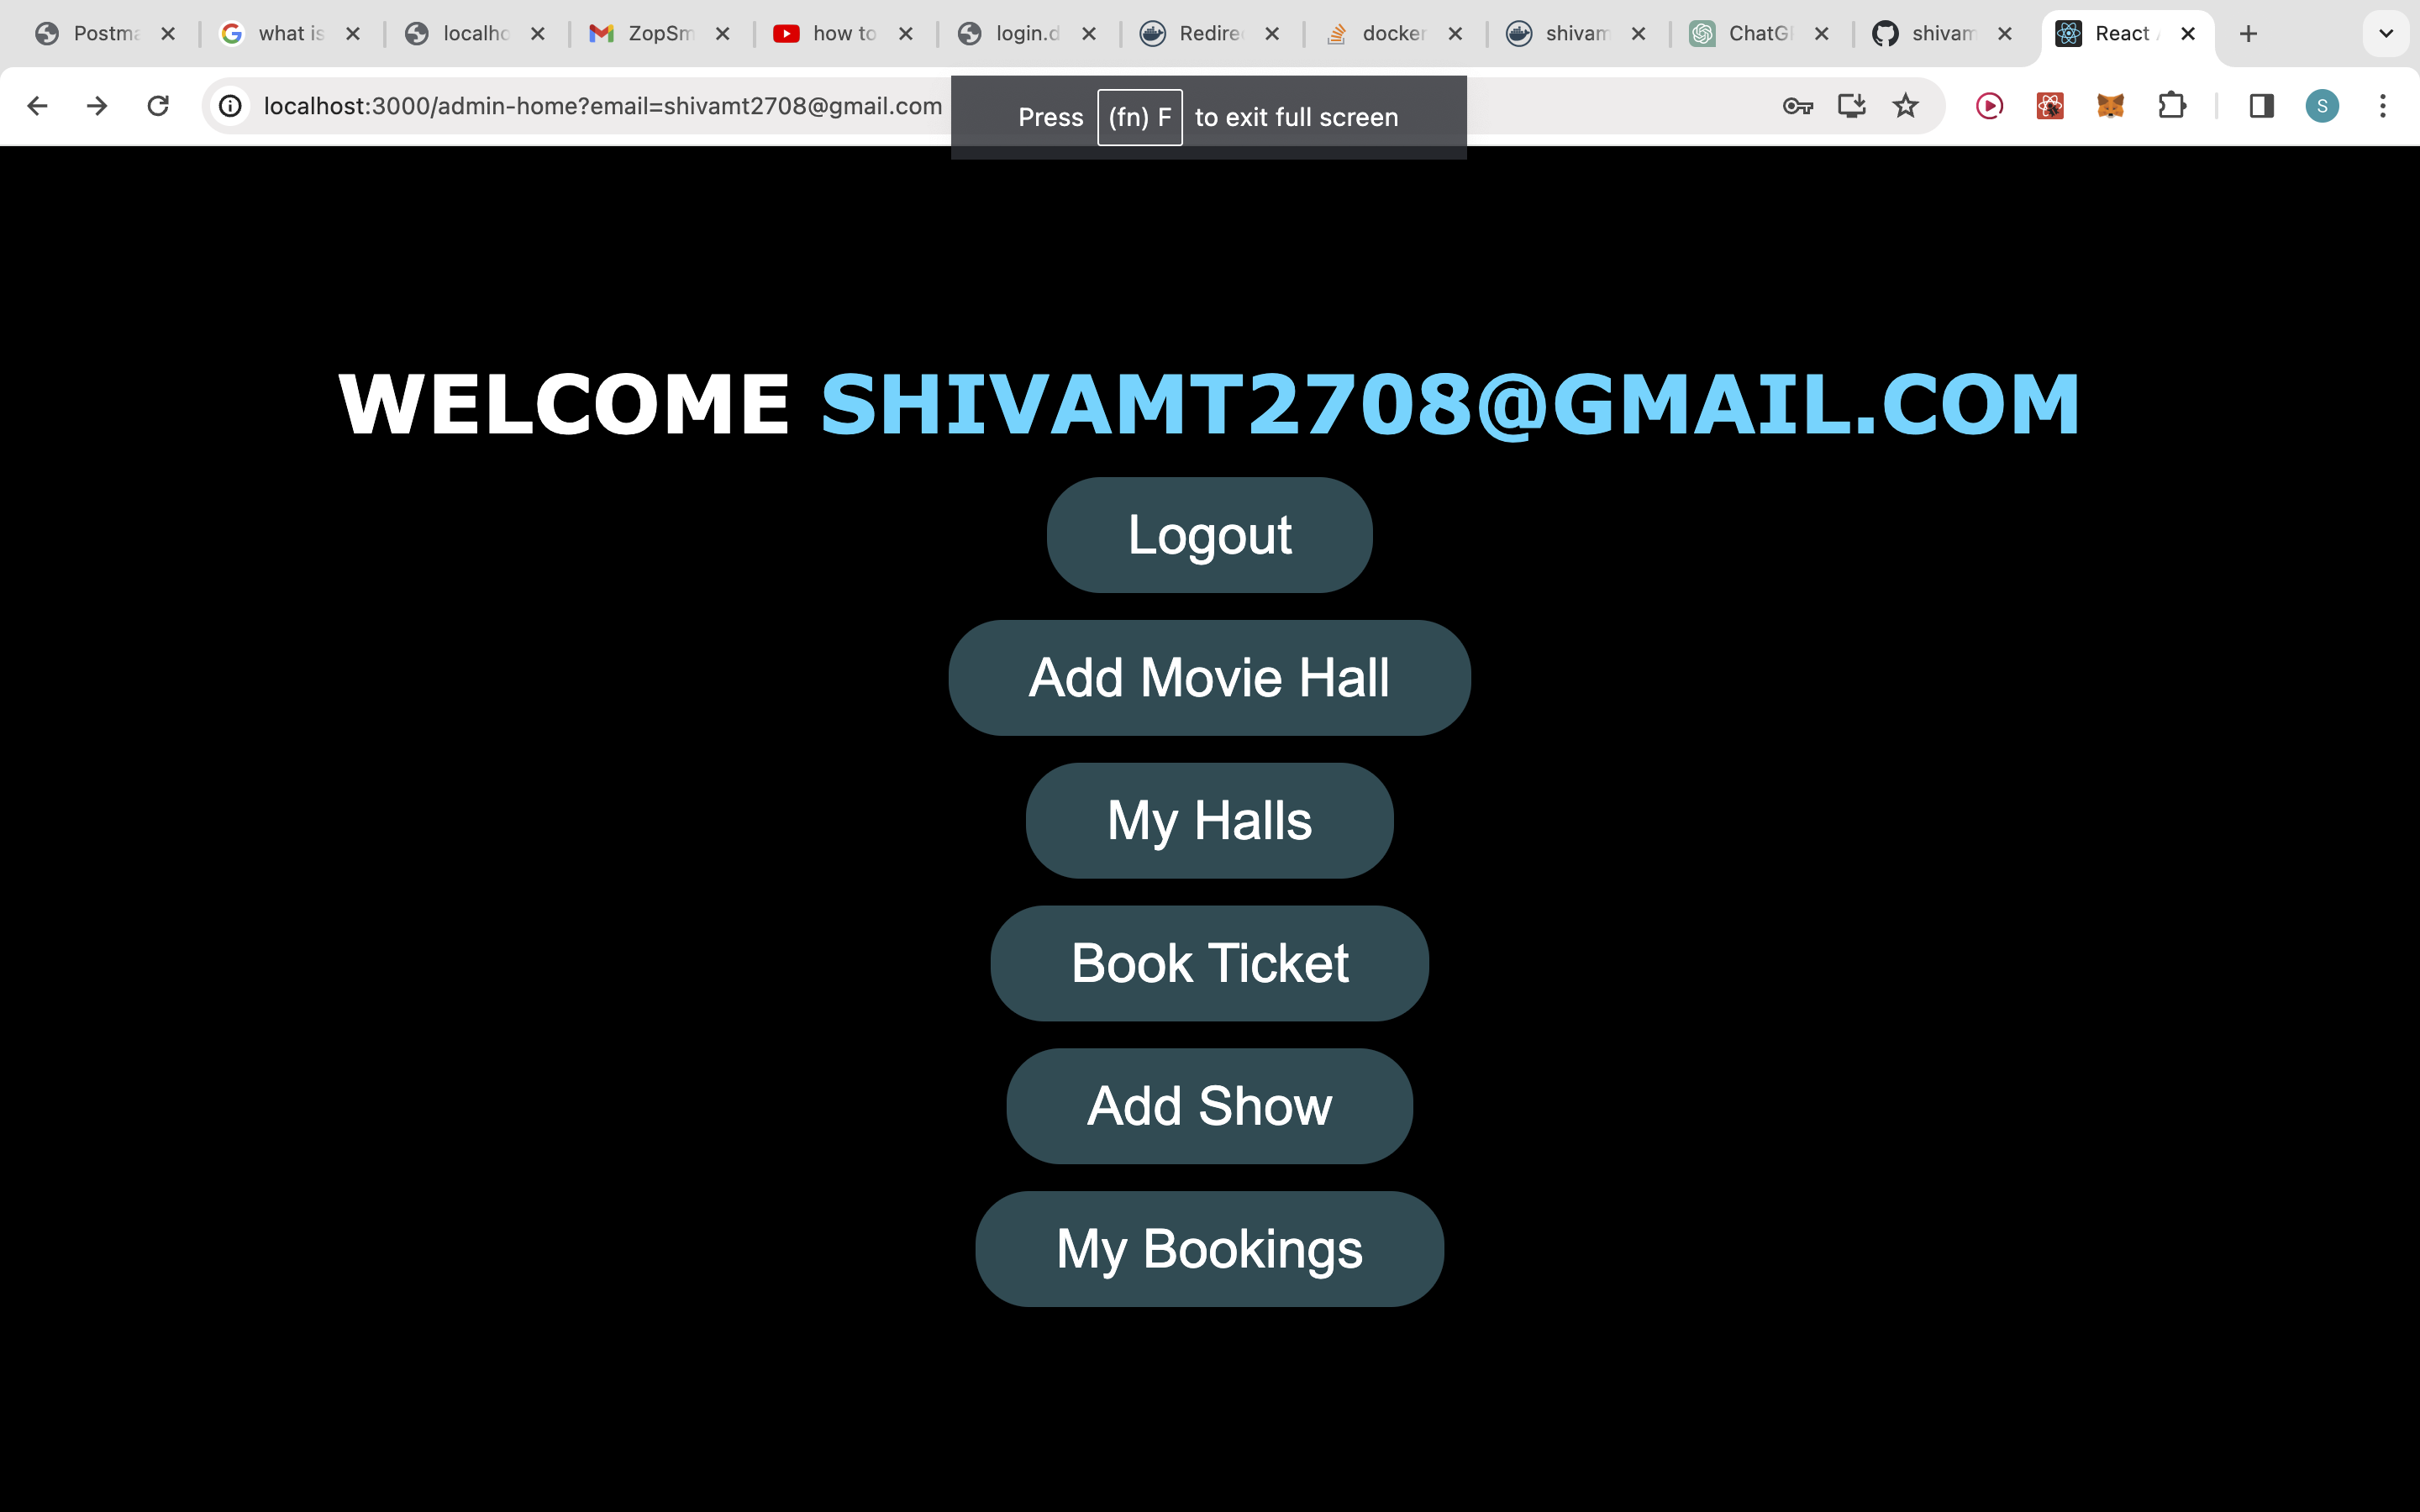 Postma what is localho ZopSm how to login.d Redire docker shivam ChatG shivam React
localhost:3000/admin-home?email=shivamt2708@gmail.com
Press (fn) F to exit full screen
S
WELCOME SHIVAMT2708@GMAIL.COM
Logout
Add Movie Hall
My Halls
Book Ticket
Add Show
My Bookings